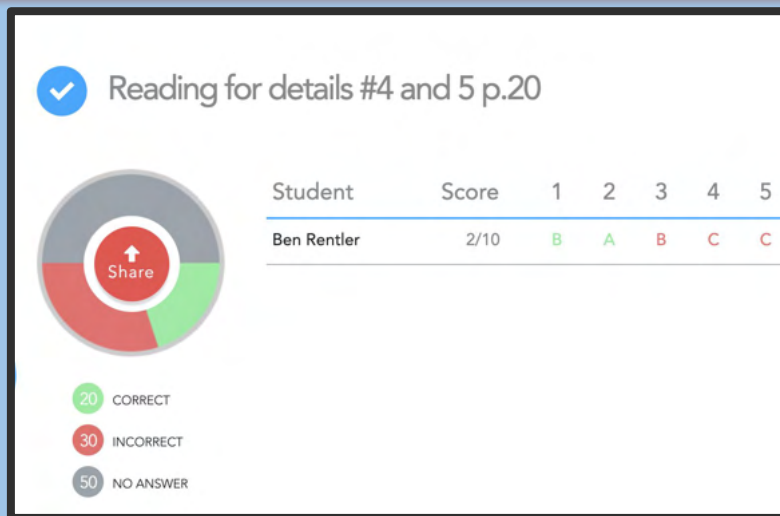 Reading for details #4 and 5 p.20
Student Score 1 2 3 4 5
Ben Rentler 2/10 B A B C C
Share
20 CORRECT
30 INCORRECT
50 NO ANSWER